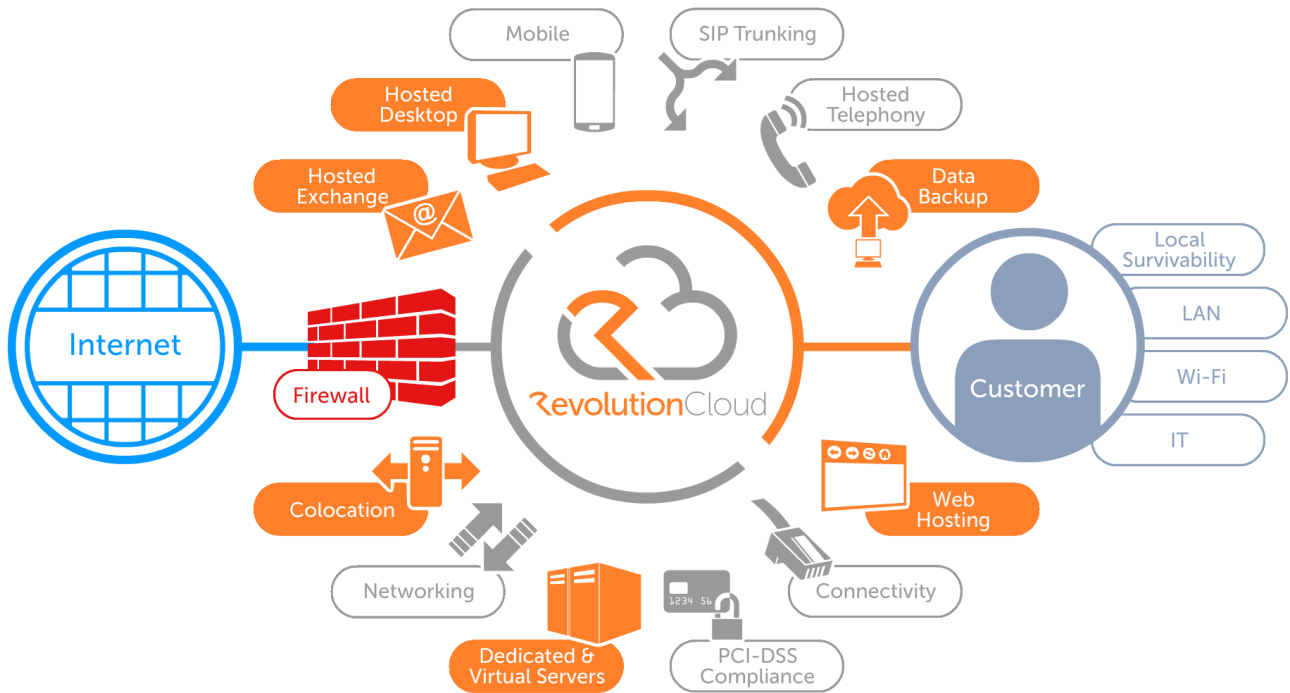 Mobile
SIP Trunking
Hosted
Desktop
Hosted
Telephony
Hosted
Exchange
@
Data
Backup
Local
Survivability
LAN
Internet
Wi-Fi
Firewall
RevolutionCloud
Customer
IT
Colocation
Web
Hosting
Networking
1234 56
Connectivity
Dedicated &
Virtual Servers
PCI-DSS
Compliance